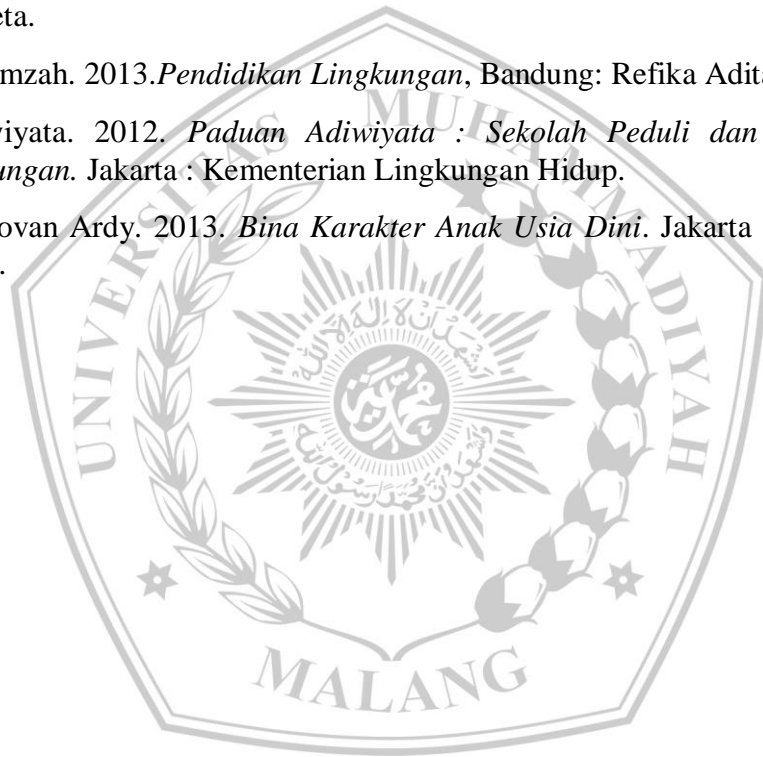 eta.
mzah. 2013.Pendidikan Lingkungan, Bandung: Refika Adita
viyata. 2012. Paduan Adiwiyata : Sekolah Peduli dan
ungan. Jakarta : Kementerian Lingkungan Hidup.
ovan Ardy. 2013. Bina Karakter Anak Usia Dini. Jakarta
.
UNIVERSITAS MUHAMMADIYAH
MALANG